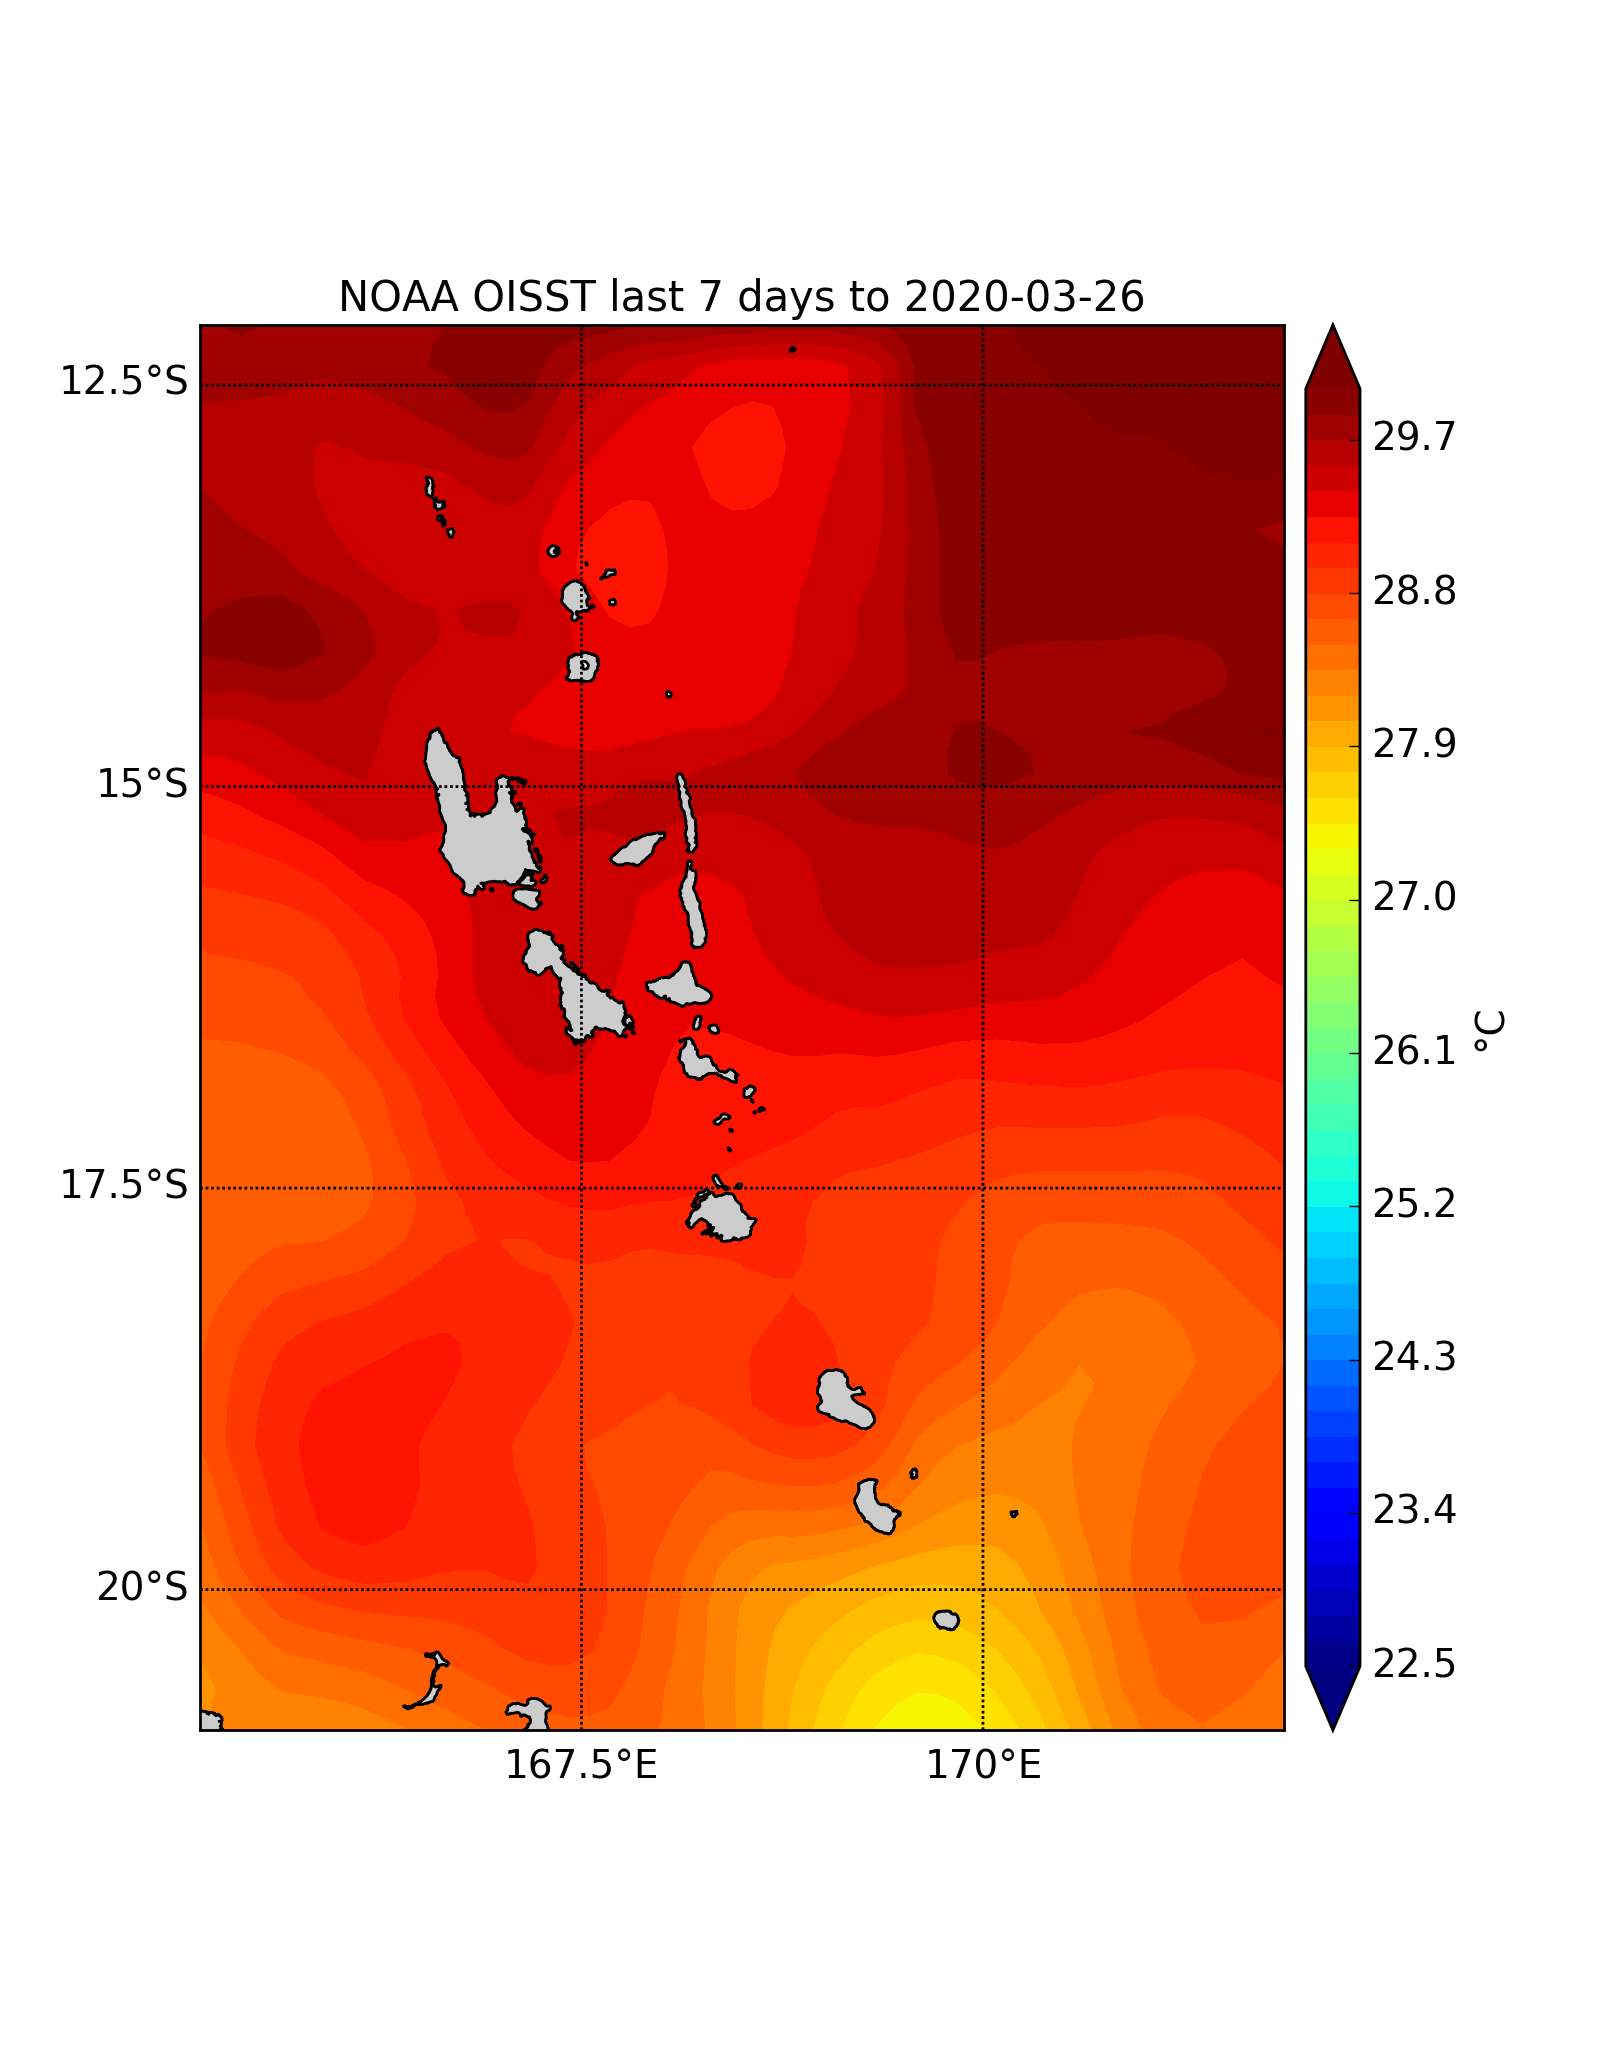 NOAA OISST last 7 days to 2020-03-26
12.5°S
15°S
17.5°S
20°S
167.5°E
170°E
29.7
28.8
27.9
27.0
26.1
25.2
24.3
23.4
22.5
°C